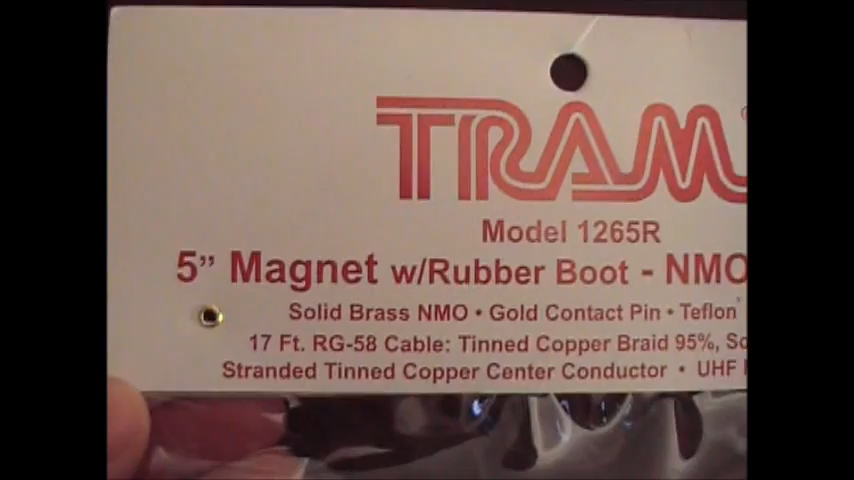 TRAM
Model 1265R
5” Magnet w/Rubber Boot - NMO
Solid Brass NMO • Gold Contact Pin • Teflon
17 Ft. RG-58 Cable: Tinned Copper Braid 95%,
Stranded Tinned Copper Center Conductor • UHF